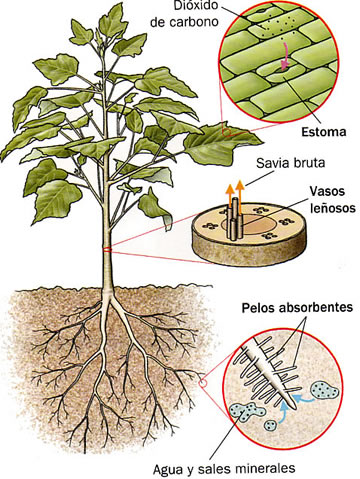 Dióxido
de carbono
Estoma
Savia bruta
Vasos
leñosos
Pelos absorbentes
Agua y sales minerales